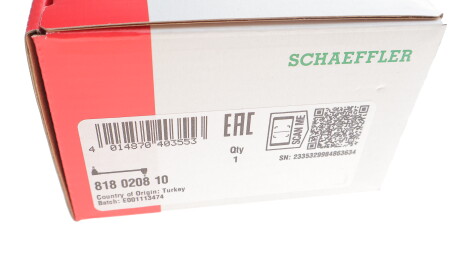 SCHAEFFLER
4 014870 403553
EAC
SCAN ME
Qty
1
SN: 2335329984963634
818 0208 10
Country of Origin: Turkey
Batch: E001113474